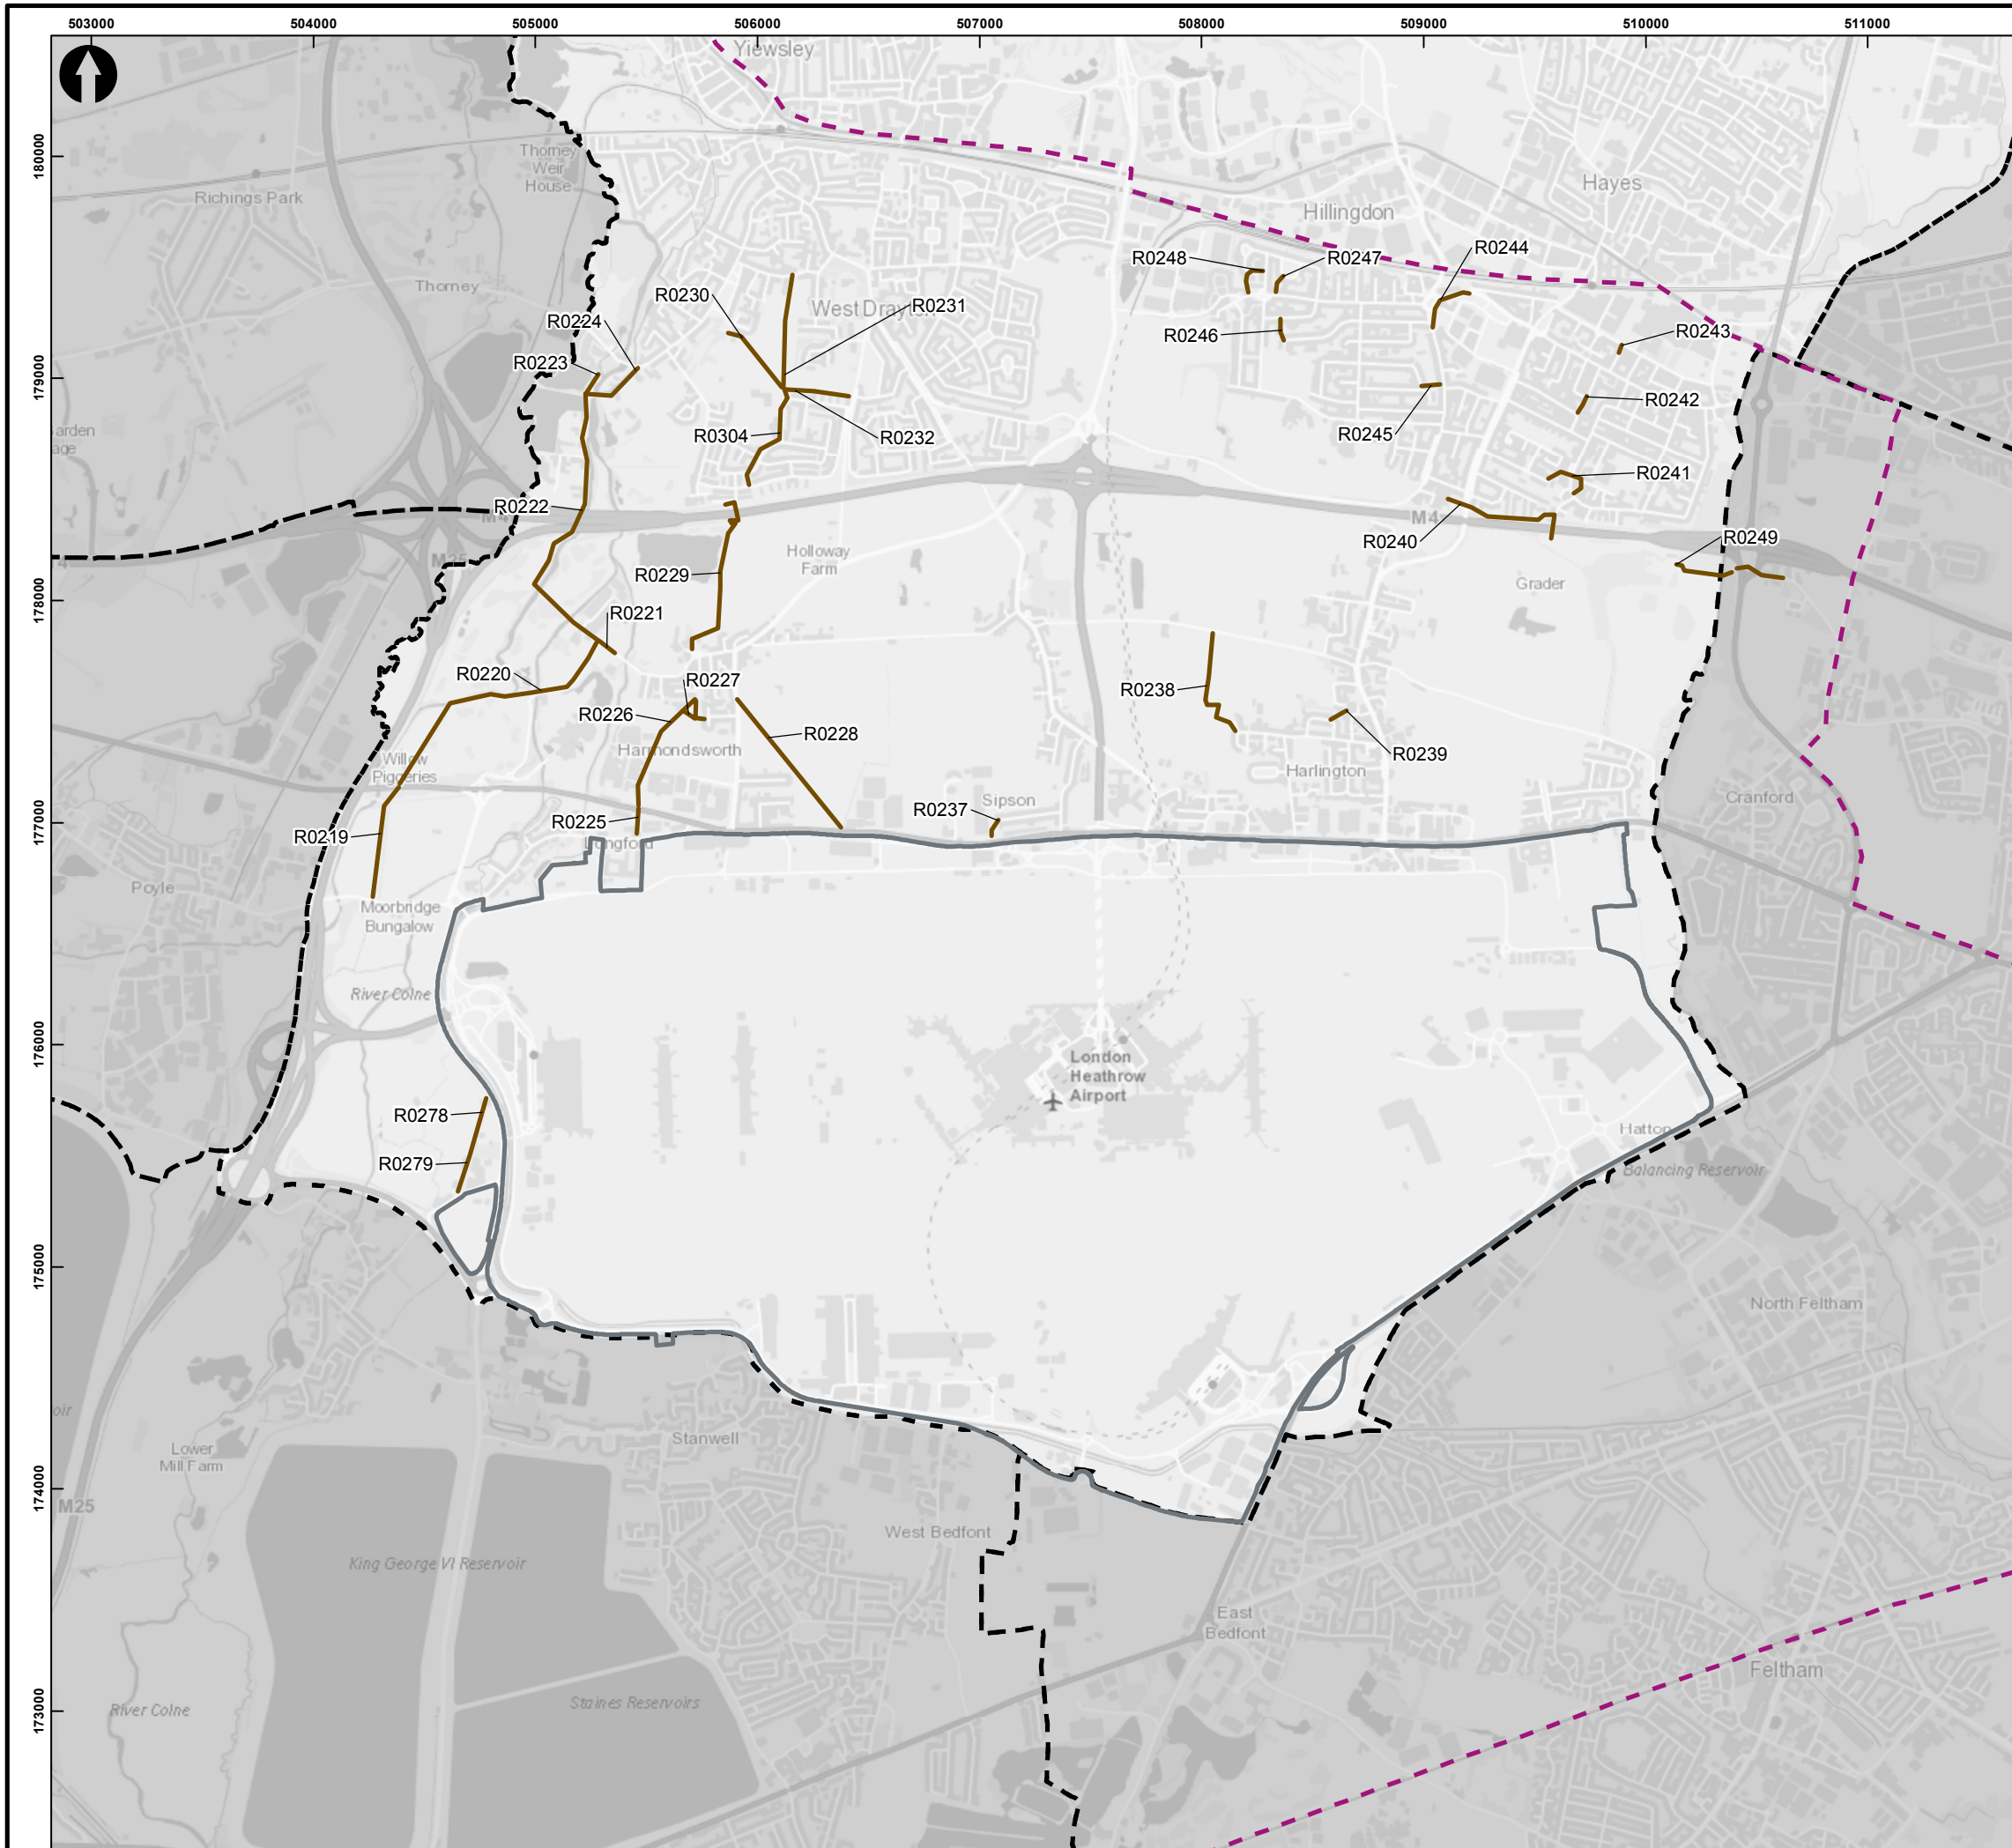 503000 504000 505000 506000 507000 508000 509000 510000 511000
Yiewsley
180000
Thorney
Weir
House
Richings Park
Hayes
Hillingdon
R0244
R0248
R0247
Thorney
R0230
West Drayton
R0231
R0224
R0246
R0243
R0223
179000
R0242
R0304
R0232
R0245
R0241
R0222
M4
M4
R0240
R0249
M25
Holloway
Farm
R0229
Grader
178000
R0221
R0220
R0227
R0238
R0226
R0228
Harmondsworth
R0239
Willow
Piggeries
Harlington
Cranford
Sipson
R0237
177000
R0225
R0219
Longford
Poyle
Moorbridge
Bungalow
River Colne
176000
London
Heathrow
Airport
R0278
Hatton
R0279
Balancing Reservoir
175000
North Feltham
Stanwell
Lower
Mill Farm
174000
M25
West Bedfont
King George VI Reservoir
East
Bedfont
Feltham
Staines Reservoirs
River Colne
173000